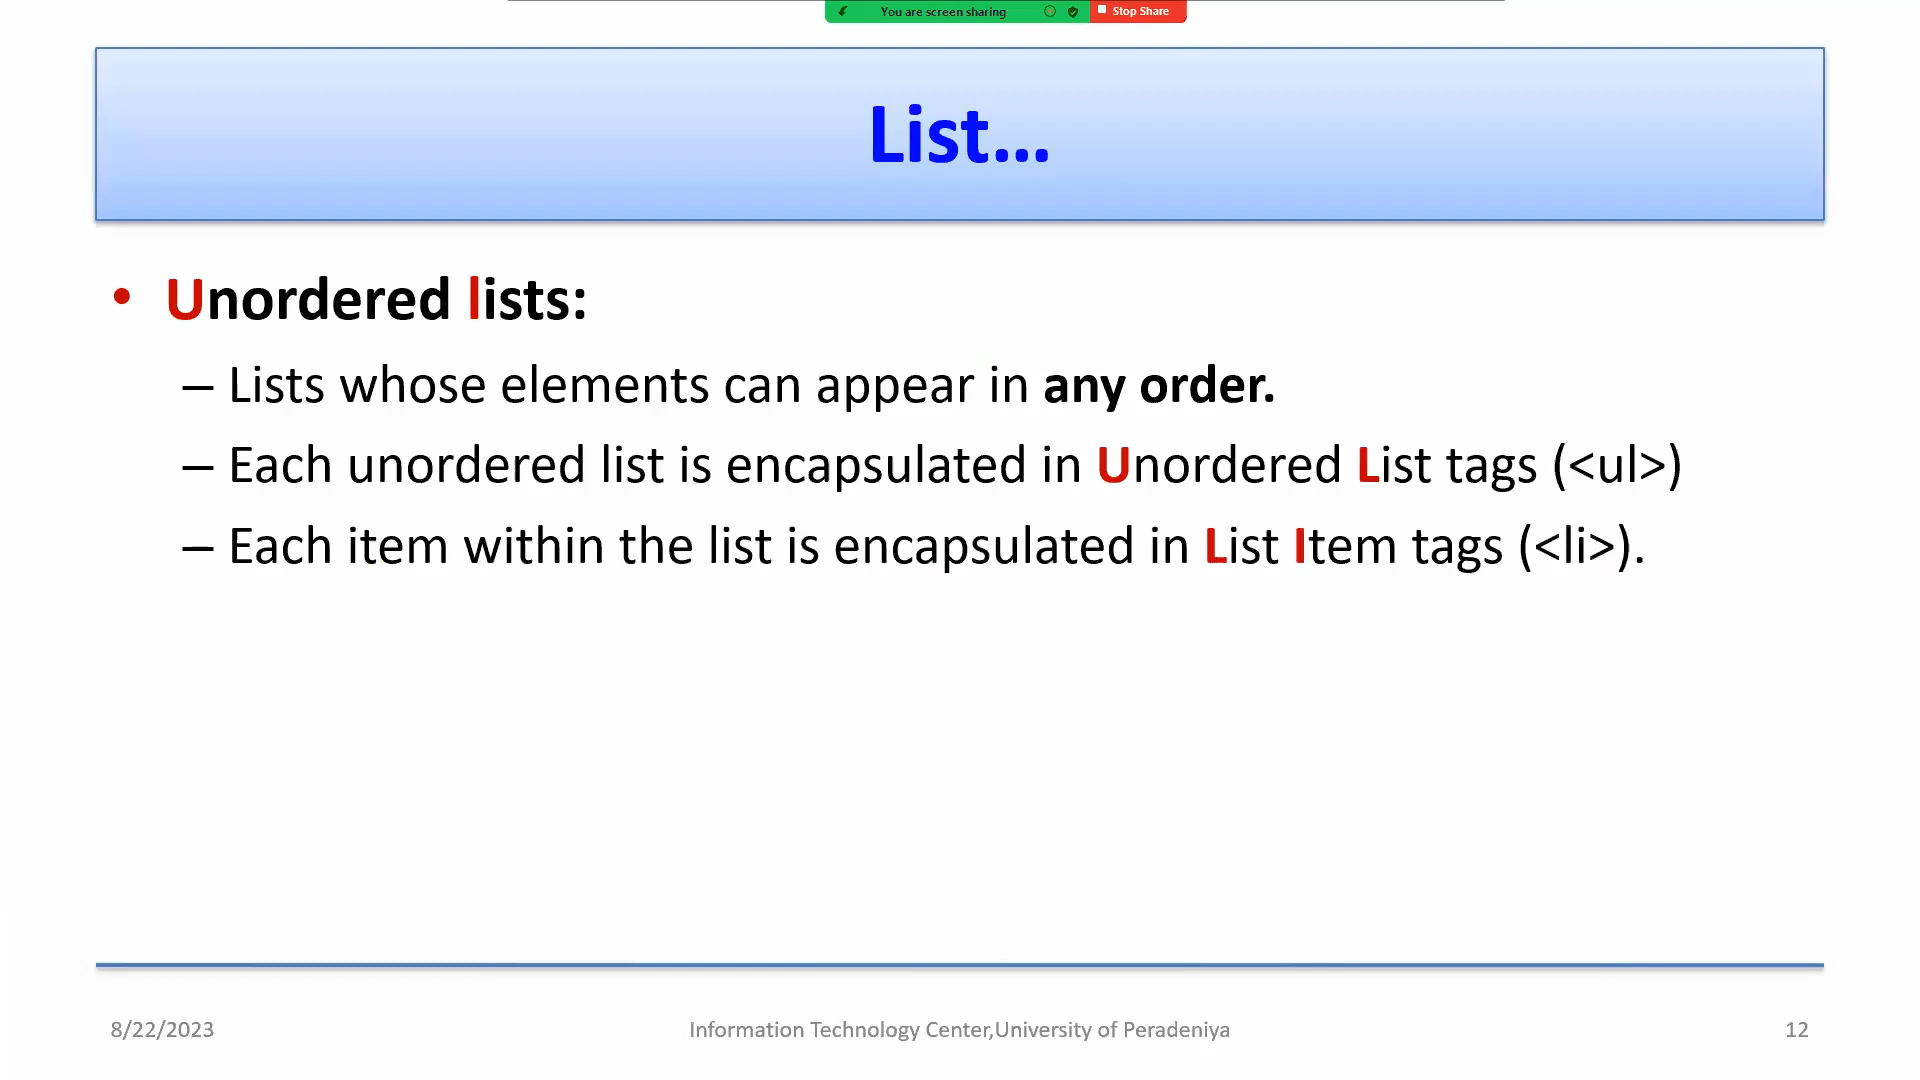 You are screen sharing
Stop Share
List...
• Unordered lists:
– Lists whose elements can appear in any order.
– Each unordered list is encapsulated in Unordered List tags (<ul>)
– Each item within the list is encapsulated in List Item tags (<li>).
8/22/2023
Information Technology Center,University of Peradeniya
12